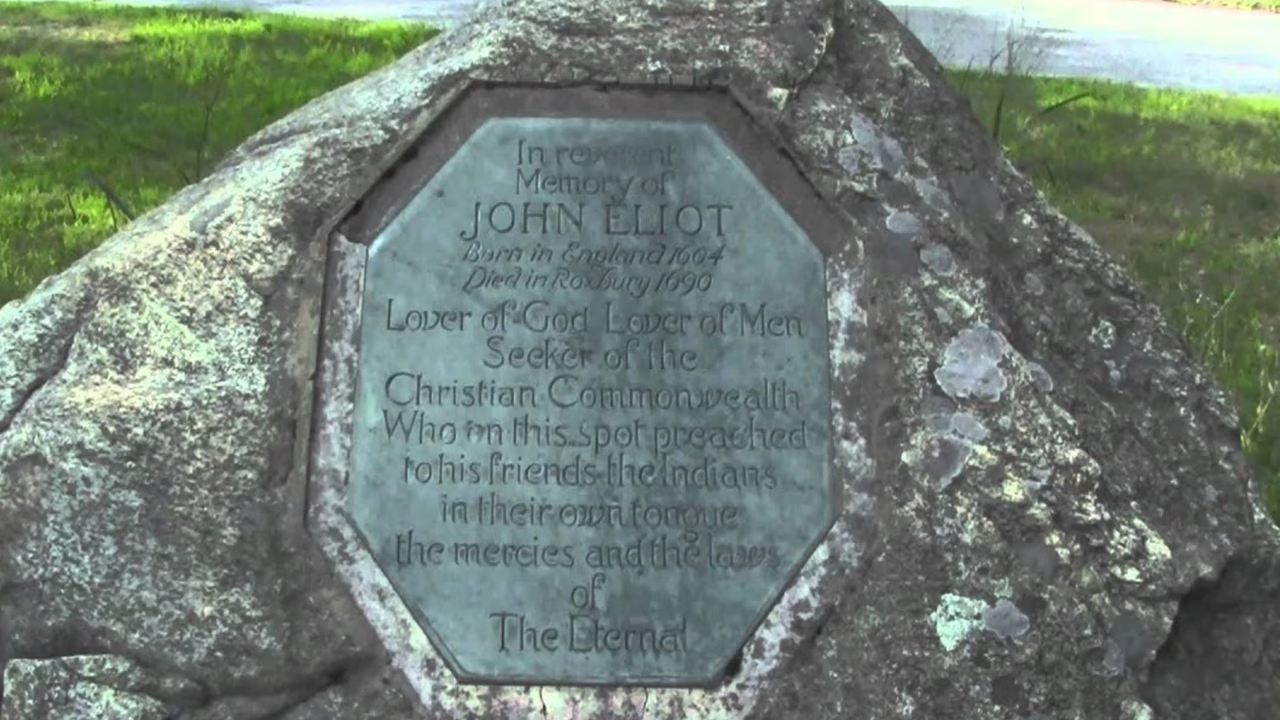 In reverent
Memory of
JOHN ELIOT
Born in England 1604
Died in Roxbury 1690
Lover of God Lover of Men
Seeker of the
Christian Commonwealth
Who on this spot preached
to his friends the Indians
in their own tongue
the mercies and the laws
of
The Eternal